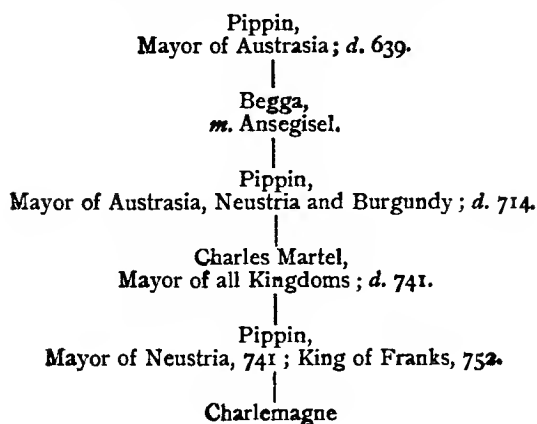 Pippin,
Mayor of Austrasia; d. 639.
Begga,
m. Ansegisel.
Pippin,
Mayor of Austrasia, Neustria and Burgundy; d. 714.
Charles Martel,
Mayor of all Kingdoms; d. 741.
Pippin,
Mayor of Neustria, 741; King of Franks, 752.
Charlemagne